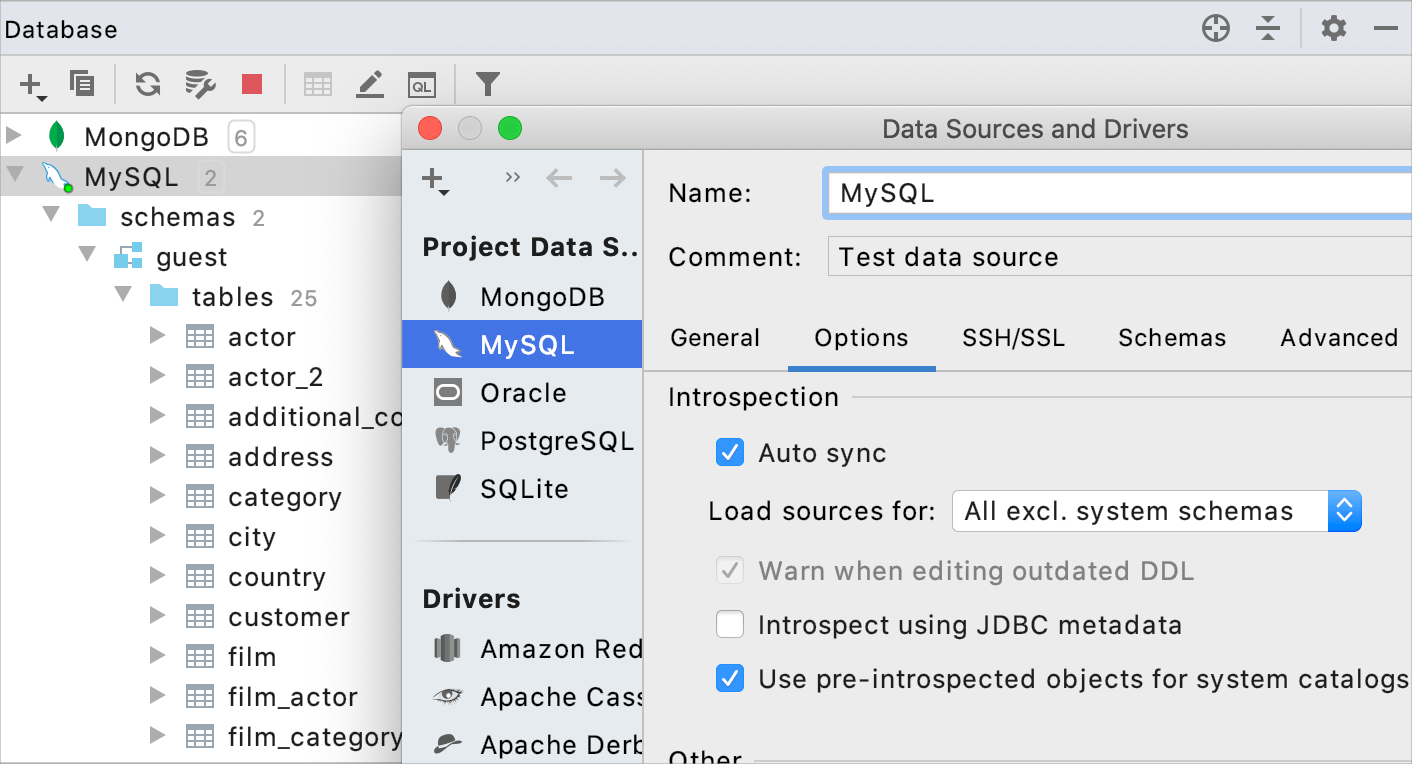 Database
QL
MongoDB 6
MySQL 2
schemas 2
guest
tables 25
actor
actor_2
additional_co
address
category
city
country
customer
film
film_actor
film_category
Data Sources and Drivers
Project Data S..
MongoDB
MySQL
Oracle
PostgreSQL
SQLite
Drivers
Amazon Red
Apache Cass
Apache Derb
Name: MySQL
Comment: Test data source
General Options SSH/SSL Schemas Advanced
Introspection
Auto sync
Load sources for: All excl. system schemas
Warn when editing outdated DDL
Introspect using JDBC metadata
Use pre-introspected objects for system catalogs
Other